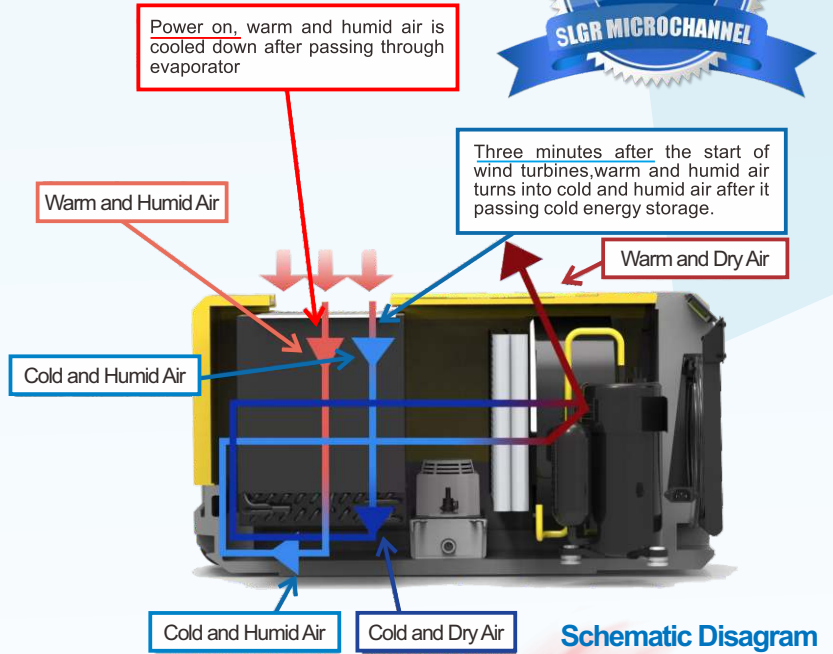 Power on, warm and humid air is
cooled down after passing through
evaporator
SLGR MICROCHANNEL
Three minutes after the start of
wind turbines,warm and humid air
turns into cold and humid air after it
passing cold energy storage.
Warm and Humid Air
Warm and Dry Air
Cold and Humid Air
Cold and Humid Air
Cold and Dry Air
Schematic Disagram